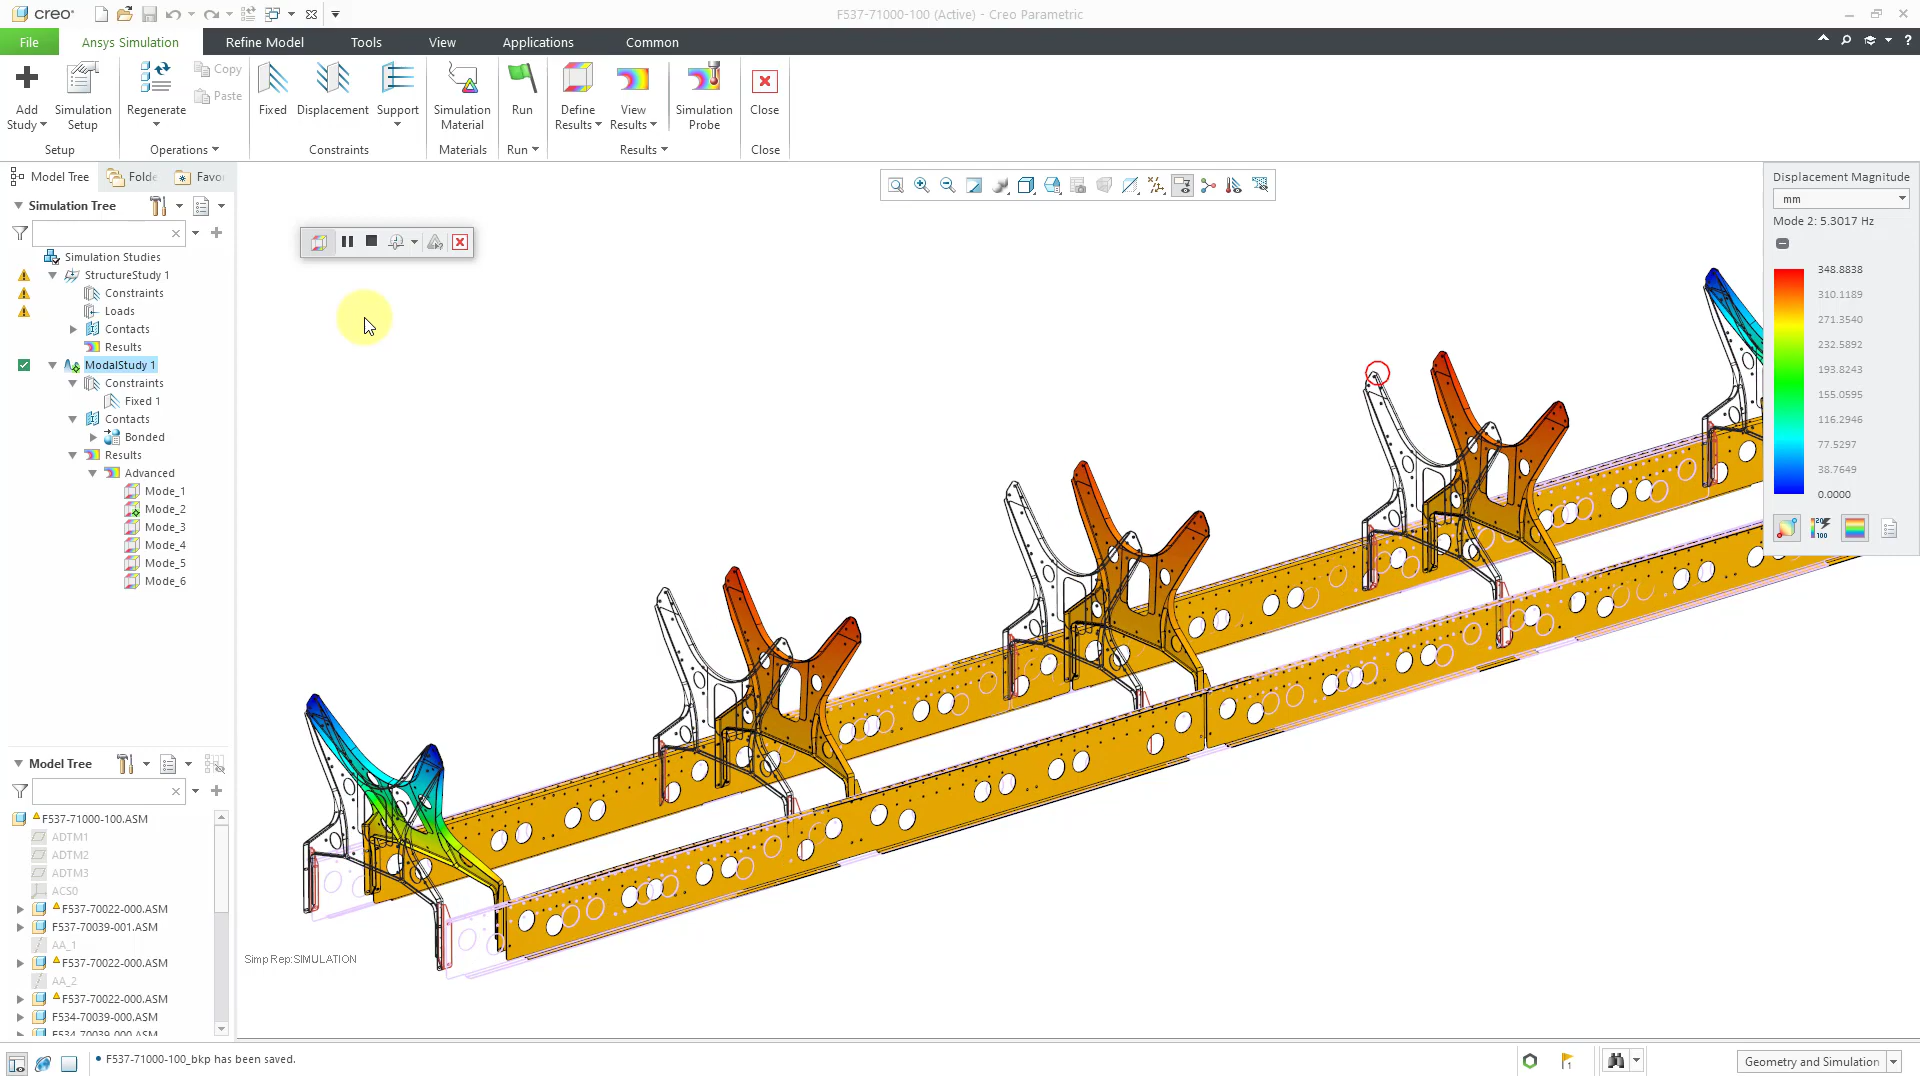 creo
F537-71000-100 (Active) - Creo Parametric
File
Ansys Simulation
Refine Model
Tools
View
Applications
Common
Add Study
Simulation Setup
Regenerate
Copy
Paste
Fixed
Displacement
Support
Simulation Material
Run
Define Results
View Results
Simulation Probe
Close
Setup
Operations
Constraints
Materials
Run
Results
Close
Model Tree
Folde
Favor
Simulation Tree
Simulation Studies
StructureStudy 1
Constraints
Loads
Contacts
Results
ModalStudy 1
Constraints
Fixed 1
Contacts
Bonded
Results
Advanced
Mode_1
Mode_2
Mode_3
Mode_4
Mode_5
Mode_6
Model Tree
F537-71000-100.ASM
ADTM1
ADTM2
ADTM3
ACS0
F537-70022-000.ASM
F537-70039-001.ASM
AA_1
F537-70022-000.ASM
AA_2
F537-70022-000.ASM
F534-70039-000.ASM
F534-70039-000.ASM
Displacement Magnitude
mm
Mode 2: 5.3017 Hz
348.8838
310.1189
271.3540
232.5892
193.8243
155.0595
116.2946
77.5297
38.7649
0.0000
Simp Rep:SIMULATION
F537-71000-100_bkp has been saved.
Geometry and Simulation